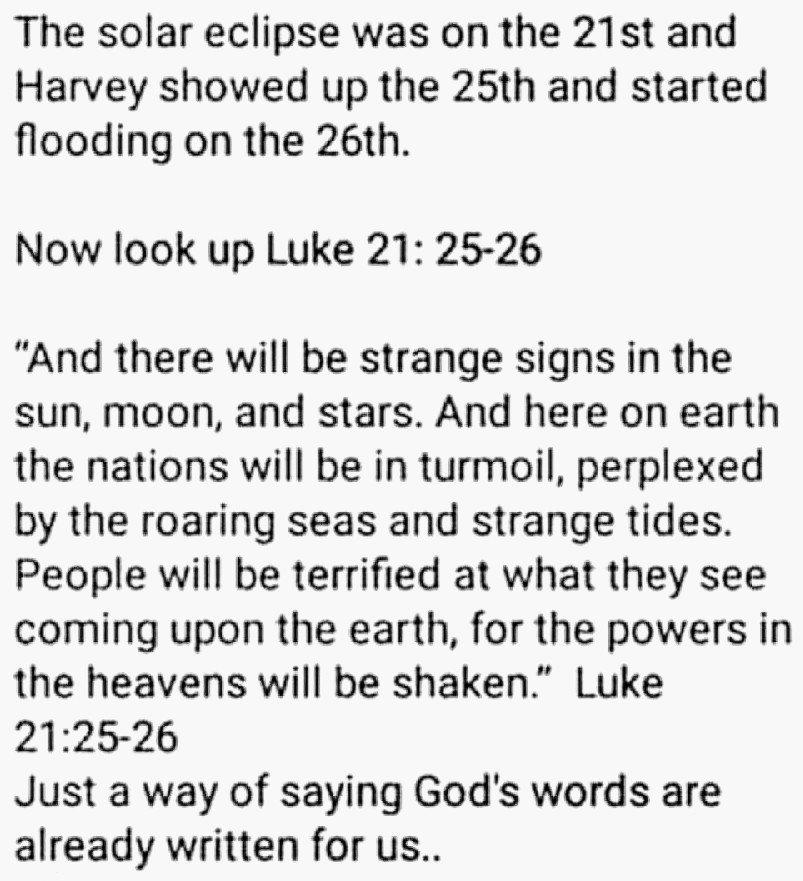 The solar eclipse was on the 21st and
Harvey showed up the 25th and started
flooding on the 26th.
Now look up Luke 21: 25-26
"And there will be strange signs in the
sun, moon, and stars. And here on earth
the nations will be in turmoil, perplexed
by the roaring seas and strange tides.
People will be terrified at what they see
coming upon the earth, for the powers in
the heavens will be shaken."  Luke
21:25-26
Just a way of saying God's words are
already written for us..